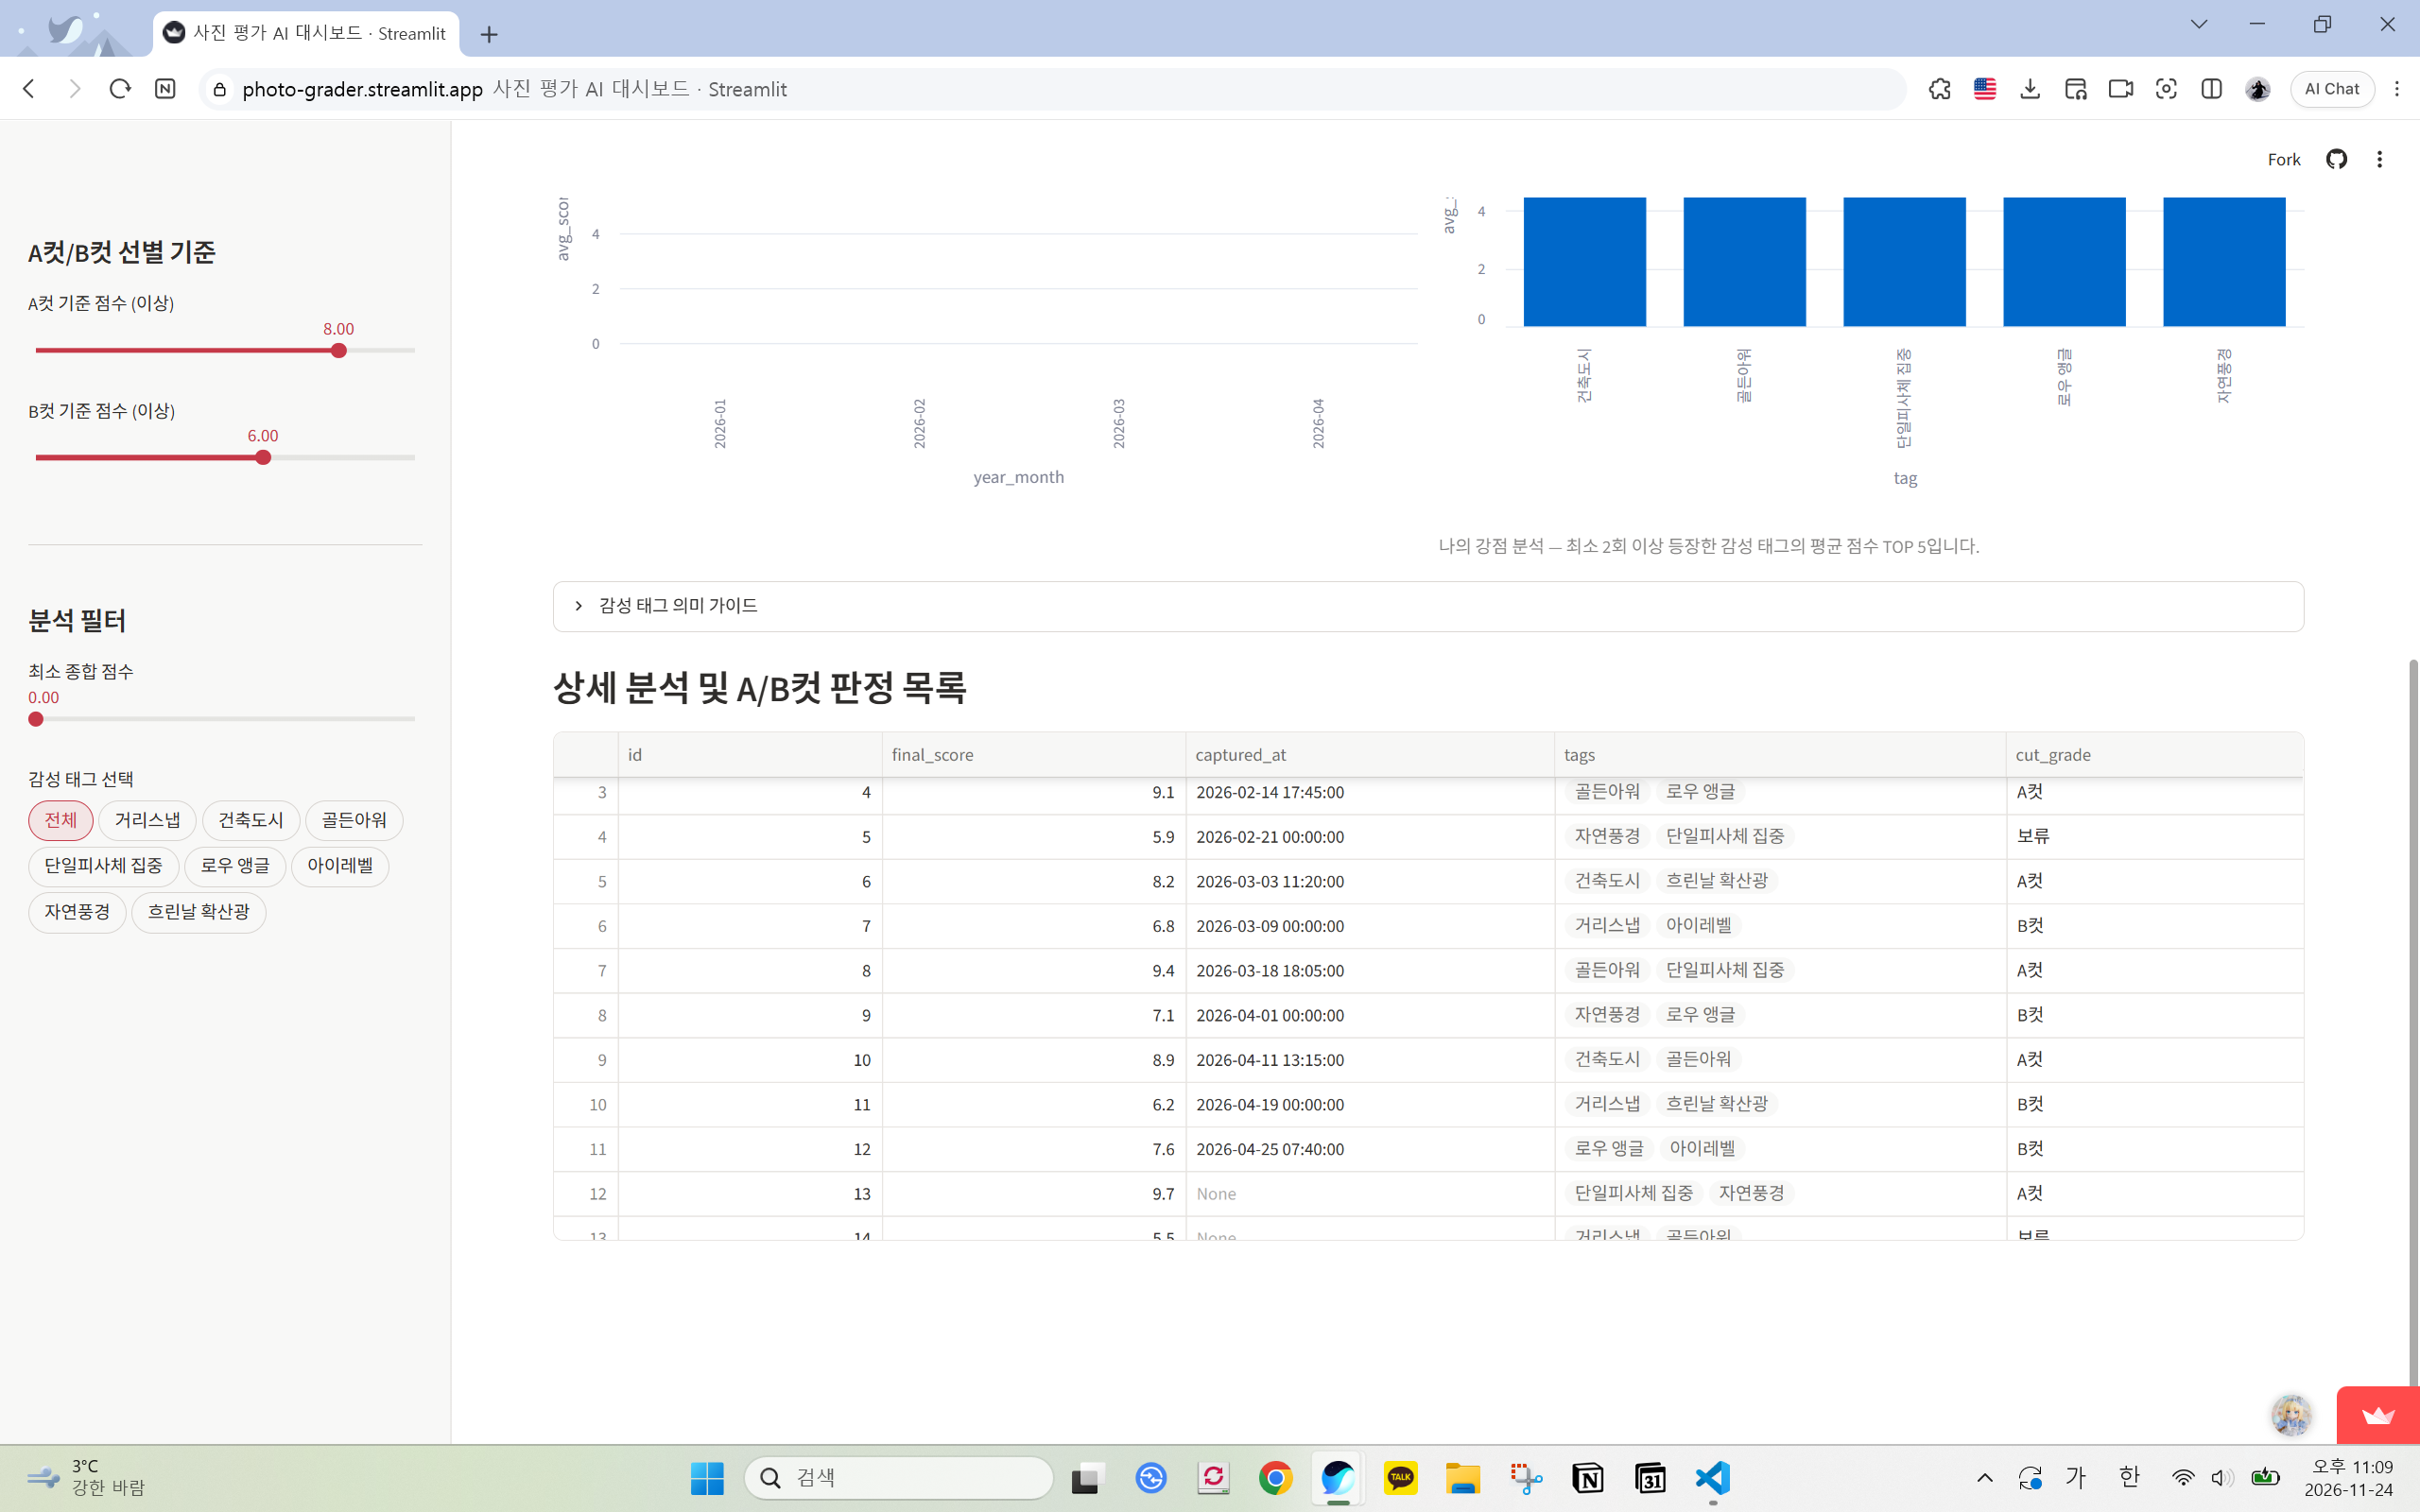 사진 평가 AI 대시보드 · Streamlit
photo-grader.streamlit.app 사진 평가 AI 대시보드 · Streamlit
AI Chat
Fork
A컷/B컷 선별 기준
A컷 기준 점수 (이상)
8.00
B컷 기준 점수 (이상)
6.00
분석 필터
최소 종합 점수
0.00
감성 태그 선택
전체 거리스냅 건축도시 골든아워
단일피사체 집중 로우 앵글 아이레벨
자연풍경 흐린날 확산광
4
2
0
2026-01 2026-02 2026-03 2026-04
year_month
4
2
0
건축도시 골든아워 단일피사체 집중 로우 앵글 자연풍경
tag
나의 강점 분석 — 최소 2회 이상 등장한 감성 태그의 평균 점수 TOP 5입니다.
감성 태그 의미 가이드
상세 분석 및 A/B컷 판정 목록
id final_score captured_at tags cut_grade
3 4 9.1 2026-02-14 17:45:00 골든아워 로우 앵글 A컷
4 5 5.9 2026-02-21 00:00:00 자연풍경 단일피사체 집중 보류
5 6 8.2 2026-03-03 11:20:00 건축도시 흐린날 확산광 A컷
6 7 6.8 2026-03-09 00:00:00 거리스냅 아이레벨 B컷
7 8 9.4 2026-03-18 18:05:00 골든아워 단일피사체 집중 A컷
8 9 7.1 2026-04-01 00:00:00 자연풍경 로우 앵글 B컷
9 10 8.9 2026-04-11 13:15:00 건축도시 골든아워 A컷
10 11 6.2 2026-04-19 00:00:00 거리스냅 흐린날 확산광 B컷
11 12 7.6 2026-04-25 07:40:00 로우 앵글 아이레벨 B컷
12 13 9.7 None 단일피사체 집중 자연풍경 A컷
13 14 5.5 None 거리스냅 골든아워 보류
3°C
강한 바람
검색
TALK
31
가 한
오후 11:09
2026-11-24